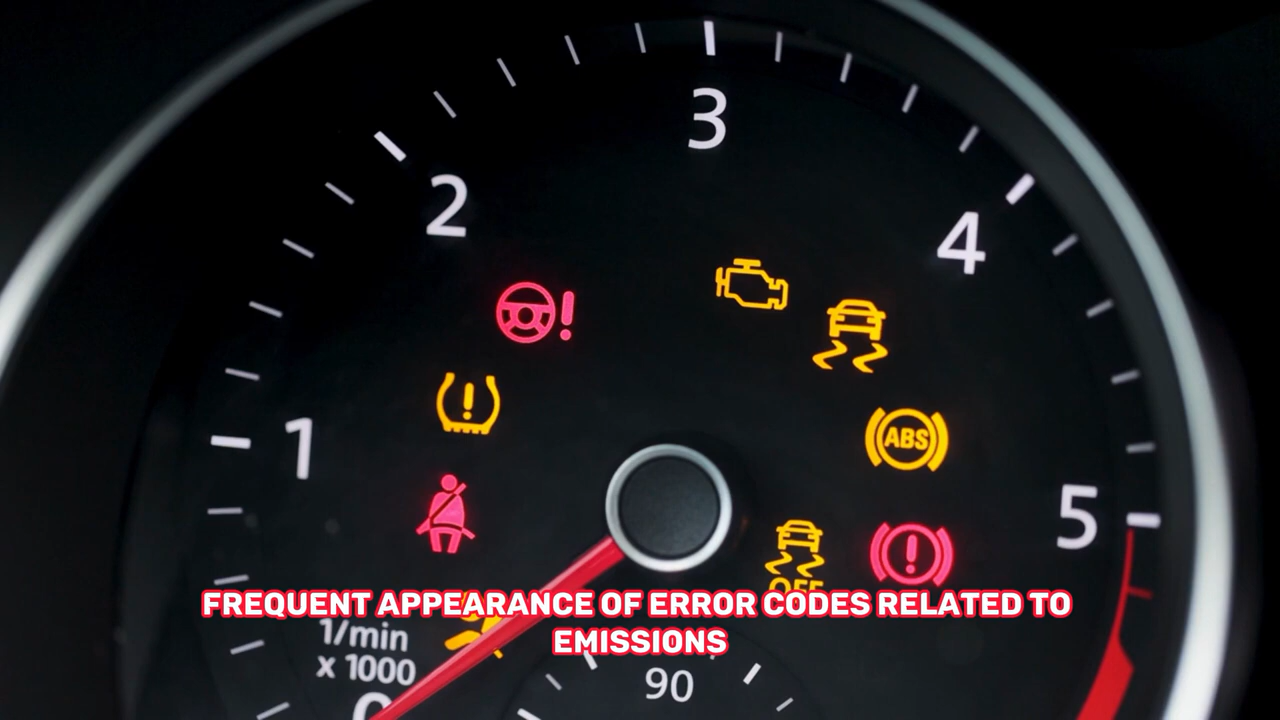 3
2
4
1
ABS
5
OFF
FREQUENT APPEARANCE OF ERROR CODES RELATED TO
EMISSIONS
1/min
x 1000
0
90